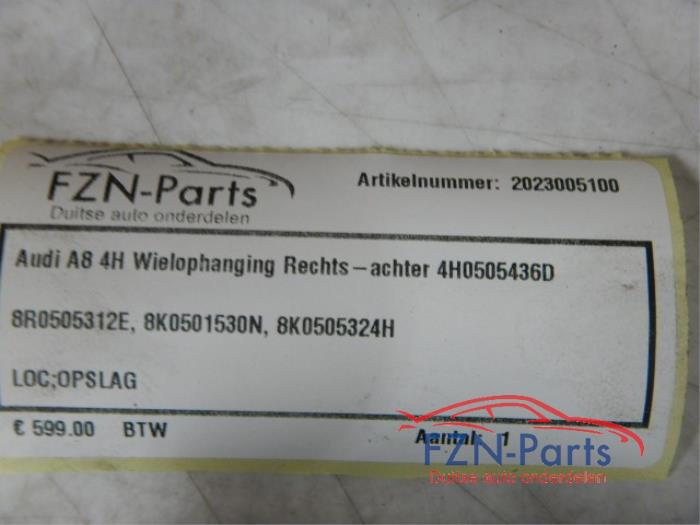 FZN-Parts
Duitse auto onderdelen
Artikelnummer: 2023005100
Audi A8 4H Wielophanging Rechts-achter 4H0505436D
8R0505312E, 8K0501530N, 8K0505324H
LOC;OPSLAG
€ 599.00 BTW
Aantal: 1
FZN-Parts
Duitse auto onderdelen